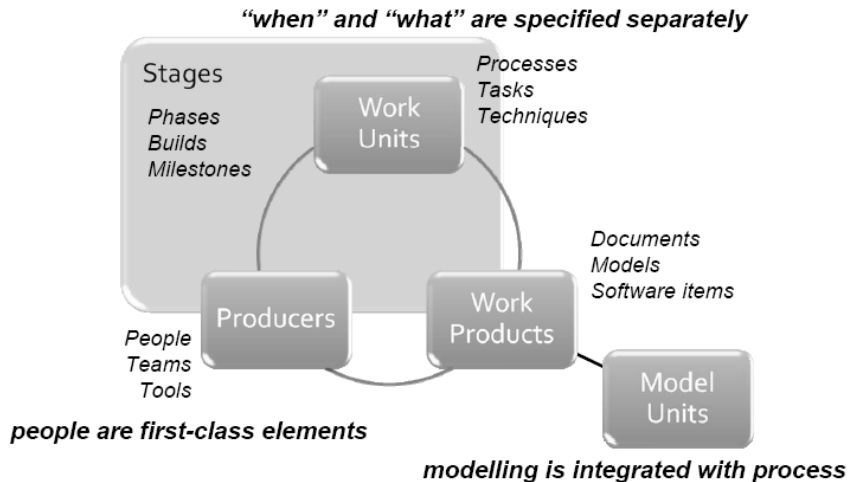 “when” and “what” are specified separately
Stages
Phases
Builds
Milestones
Work
Units
Processes
Tasks
Techniques
Producers
People
Teams
Tools
Work
Products
Documents
Models
Software items
Model
Units
people are first-class elements
modelling is integrated with process